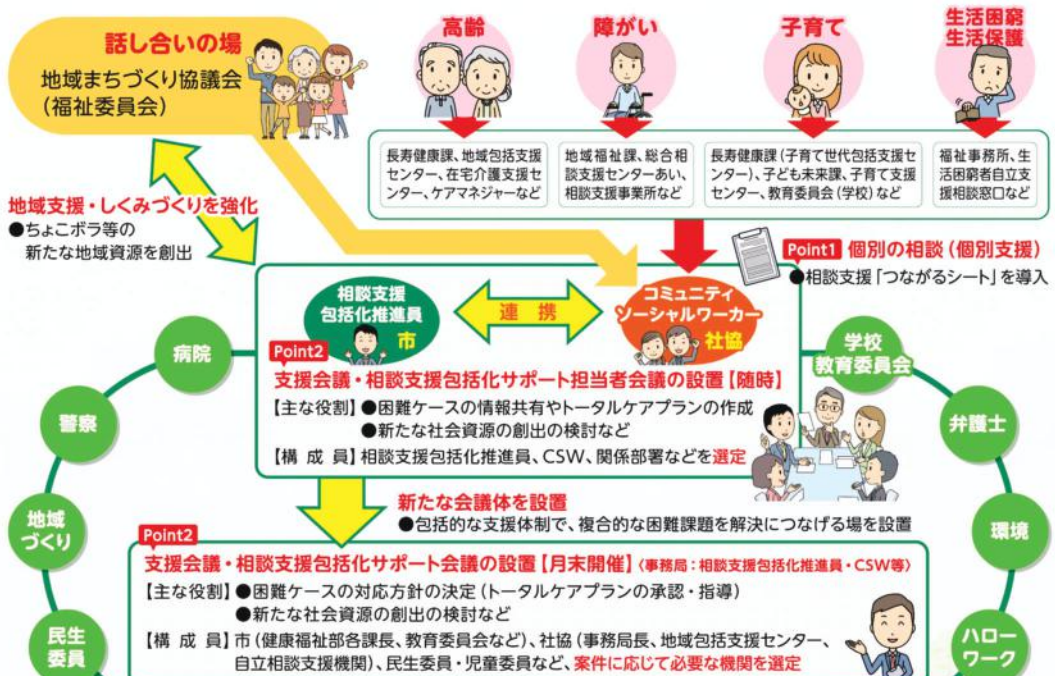 話し合いの場
地域まちづくり協議会
(福祉委員会)
高齢
障がい
子育て
生活困窮
生活保護
長寿健康課、地域包括支援
センター、在宅介護支援セ
ンター、ケアマネジャーなど
地域福祉課、総合相
談支援センターあい、
相談支援事業所など
長寿健康課(子育て世代包括支援セ
ンター)、子ども未来課、子育て支援
センター、教育委員会(学校)など
福祉事務所、生
活困窮者自立支
援相談窓口など
地域支援・しくみづくりを強化
●ちょこボラ等の
新たな地域資源を創出
Point1 個別の相談(個別支援)
●相談支援「つながるシート」を導入
相談支援
包括化推進員
市
連携
コミュニティ
ソーシャルワーカー
社協
Point2
支援会議・相談支援包括化サポート担当者会議の設置【随時】
【主な役割】●困難ケースの情報共有やトータルケアプランの作成
●新たな社会資源の創出の検討など
【構成員】相談支援包括化推進員、CSW、関係部署などを選定
病院
警察
地域
づくり
民生
委員
学校
教育委員会
弁護士
環境
ハロー
ワーク
新たな会議体を設置
●包括的な支援体制で、複合的な困難課題を解決につなげる場を設置
Point2
支援会議・相談支援包括化サポート会議の設置【月末開催】〈事務局:相談支援包括化推進員・CSW等〉
【主な役割】●困難ケースの対応方針の決定(トータルケアプランの承認・指導)
●新たな社会資源の創出の検討など
【構成員】市(健康福祉部各課長、教育委員会など)、社協(事務局長、地域包括支援センター、
自立相談支援機関)、民生委員・児童委員など、案件に応じて必要な機関を選定